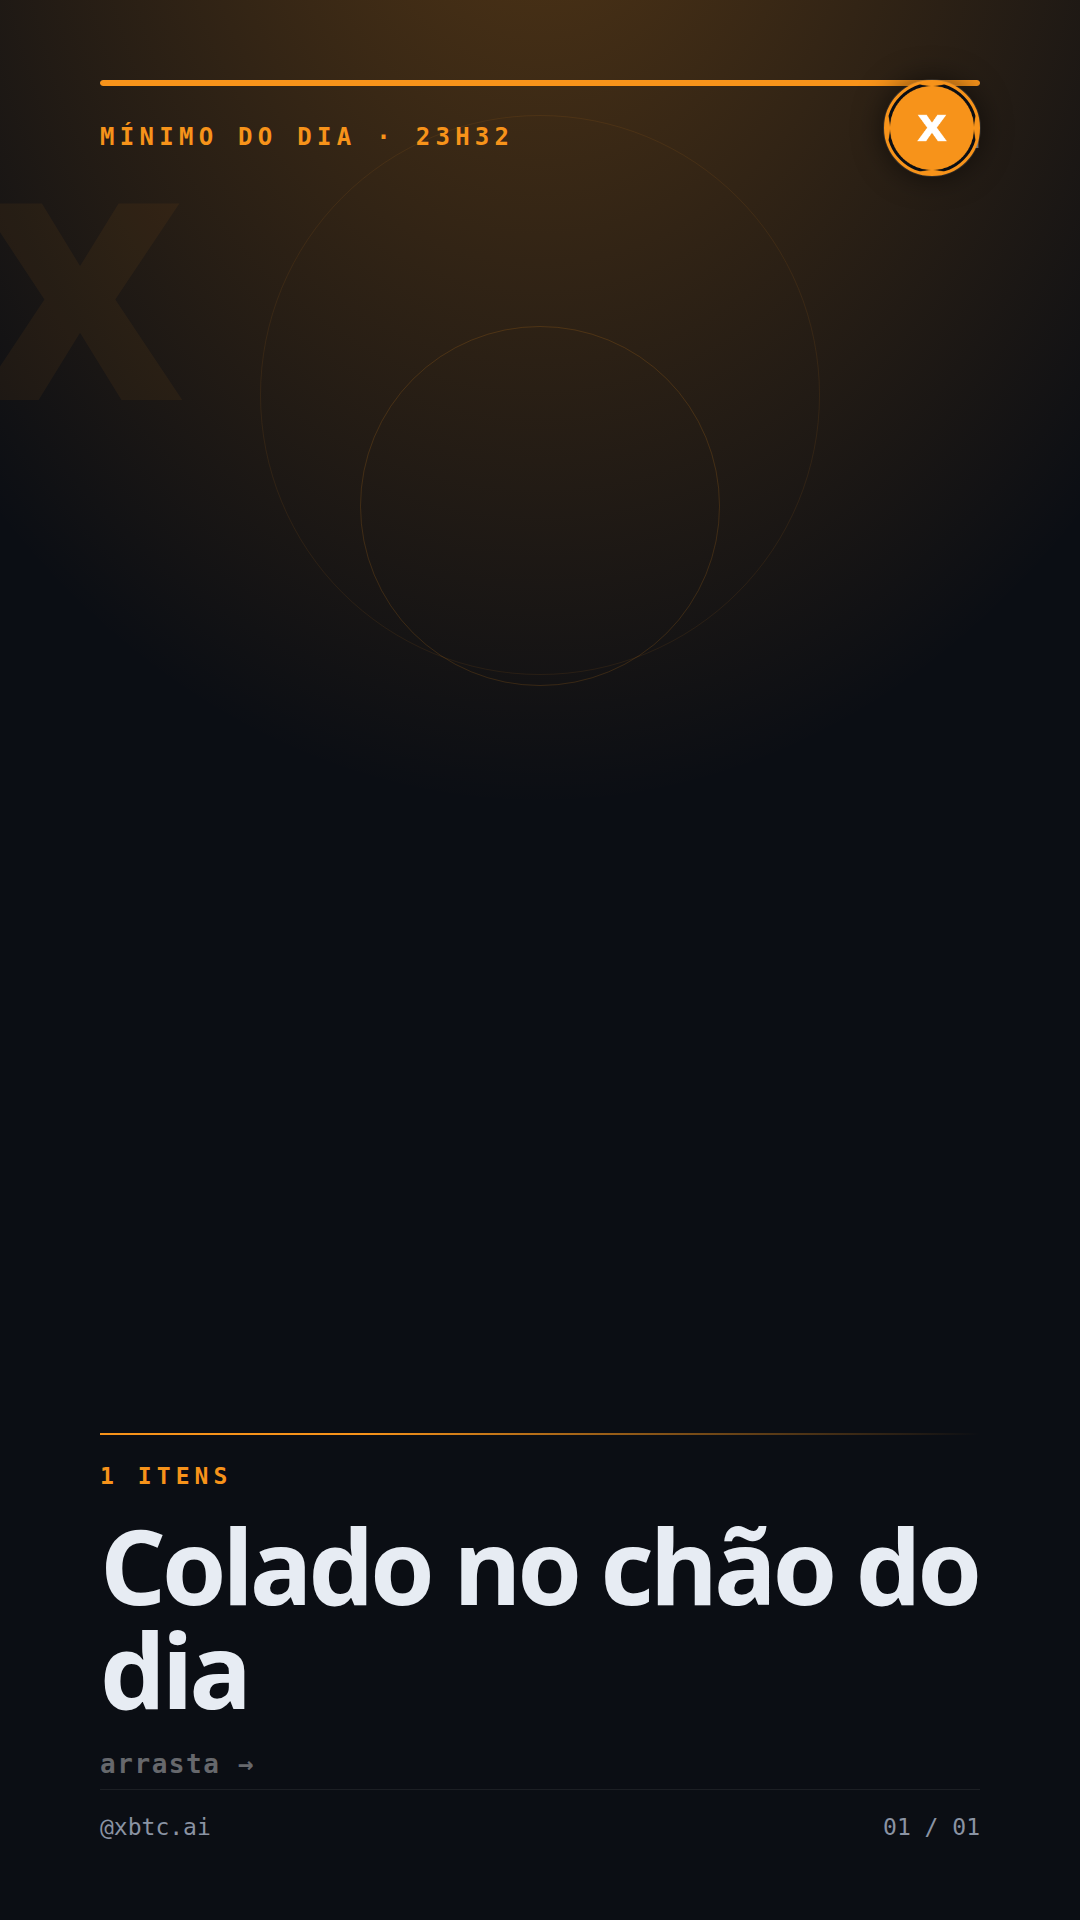 MÍNIMO DO DIA · 23H32
X
X
1 ITENS
Colado no chão do
dia
arrasta →
@xbtc.ai
01 / 01